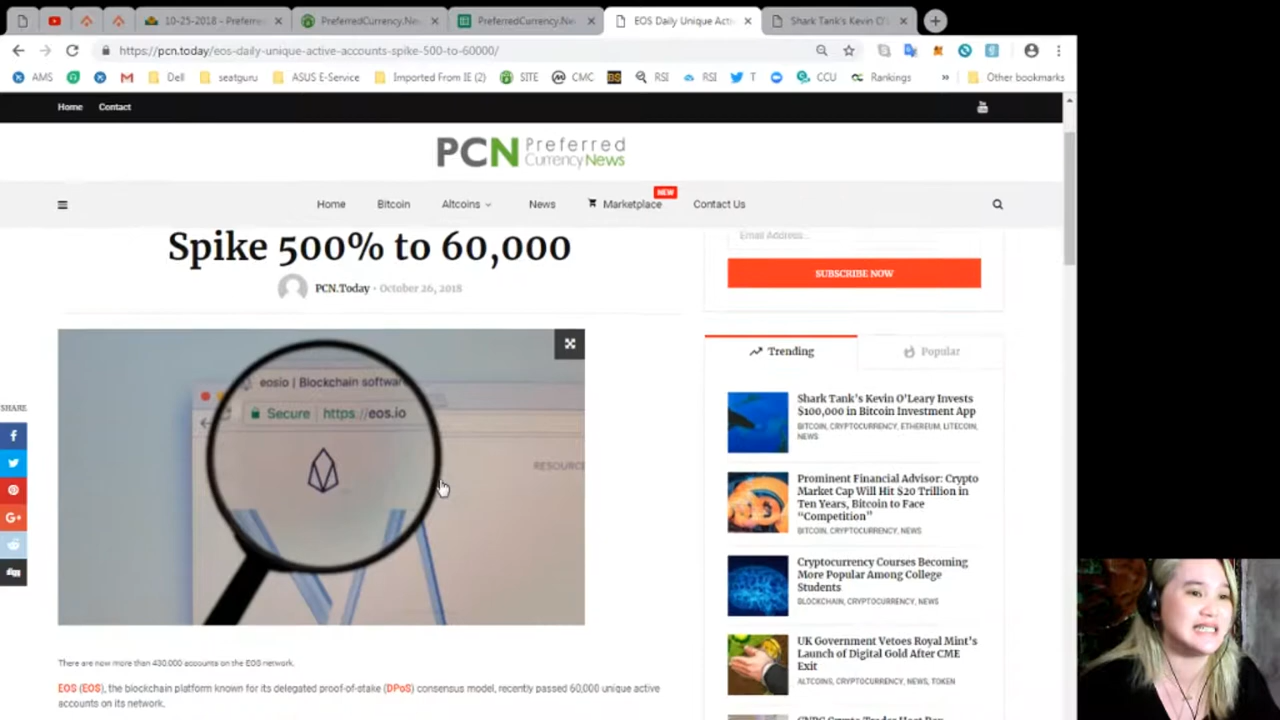 10-25-2018 - Preferre
PreferredCurrency.Ne
PreferredCurrency.Ne
EOS Daily Unique Acti
Shark Tank's Kevin O'L
https://pcn.today/eos-daily-unique-active-accounts-spike-500-to-60000/
AMS
Dell
seatguru
ASUS E-Service
Imported From IE (2)
SITE
CMC
RSI
RSI
T
CCU
Rankings
»
Other bookmarks
Home
Contact
PCN Preferred
CurrencyNews
NEW
Home
Bitcoin
Altcoins
News
Marketplace
Contact Us
Spike 500% to 60,000
PCN.Today - October 26, 2018
Email Address...
SUBSCRIBE NOW
eosio | Blockchain softwar
Secure | https://eos.io
RESOURCE
SHARE
Trending
Popular
Shark Tank's Kevin O'Leary Invests
$100,000 in Bitcoin Investment App
BITCOIN, CRYPTOCURRENCY, ETHEREUM, LITECOIN,
NEWS
Prominent Financial Advisor: Crypto
Market Cap Will Hit $20 Trillion in
Ten Years, Bitcoin to Face
“Competition”
BITCOIN, CRYPTOCURRENCY, NEWS
Cryptocurrency Courses Becoming
More Popular Among College
Students
BLOCKCHAIN, CRYPTOCURRENCY, NEWS
UK Government Vetoes Royal Mint's
Launch of Digital Gold After CME
Exit
ALTCOINS, CRYPTOCURRENCY, NEWS, TOKEN
There are now more than 430,000 accounts on the EOS network.
EOS (EOS), the blockchain platform known for its delegated proof-of-stake (DPoS) consensus model, recently passed 60,000 unique active
accounts on its network.